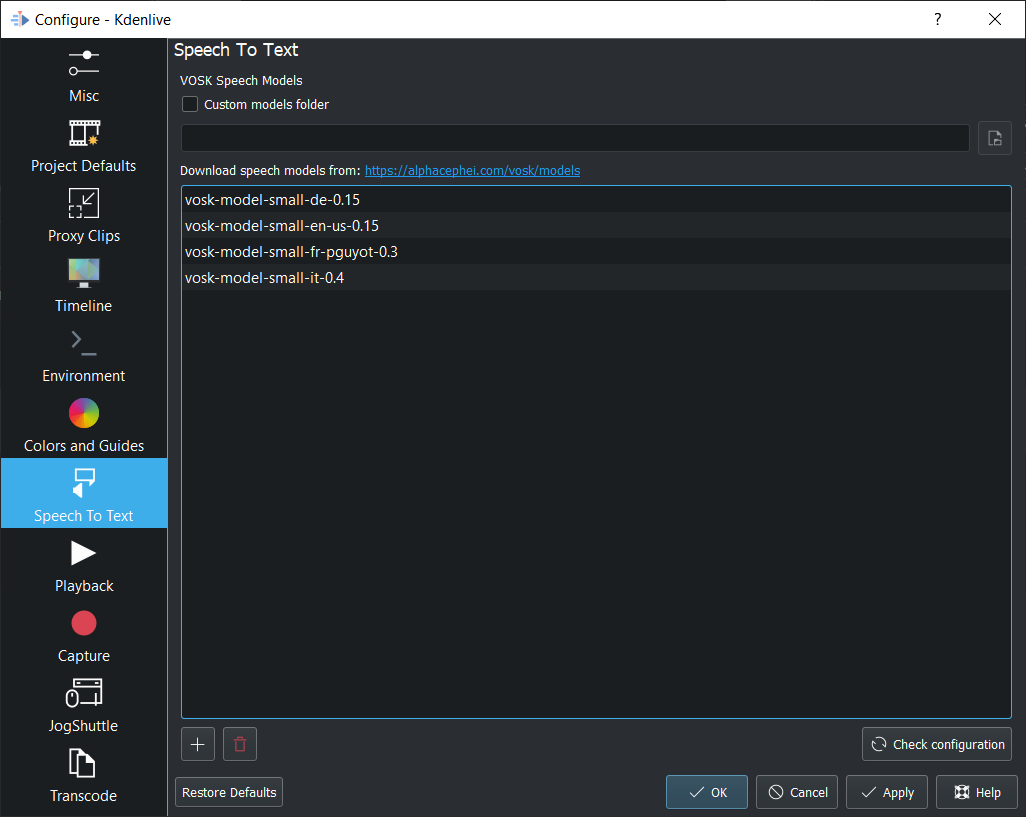 Configure - Kdenlive
?
Misc
Project Defaults
Proxy Clips
Timeline
Environment
Colors and Guides
Speech To Text
Playback
Capture
JogShuttle
Transcode
Speech To Text
VOSK Speech Models
Custom models folder
Download speech models from: https://alphacephei.com/vosk/models
vosk-model-small-de-0.15
vosk-model-small-en-us-0.15
vosk-model-small-fr-pguyot-0.3
vosk-model-small-it-0.4
Check configuration
Restore Defaults
OK
Cancel
Apply
Help